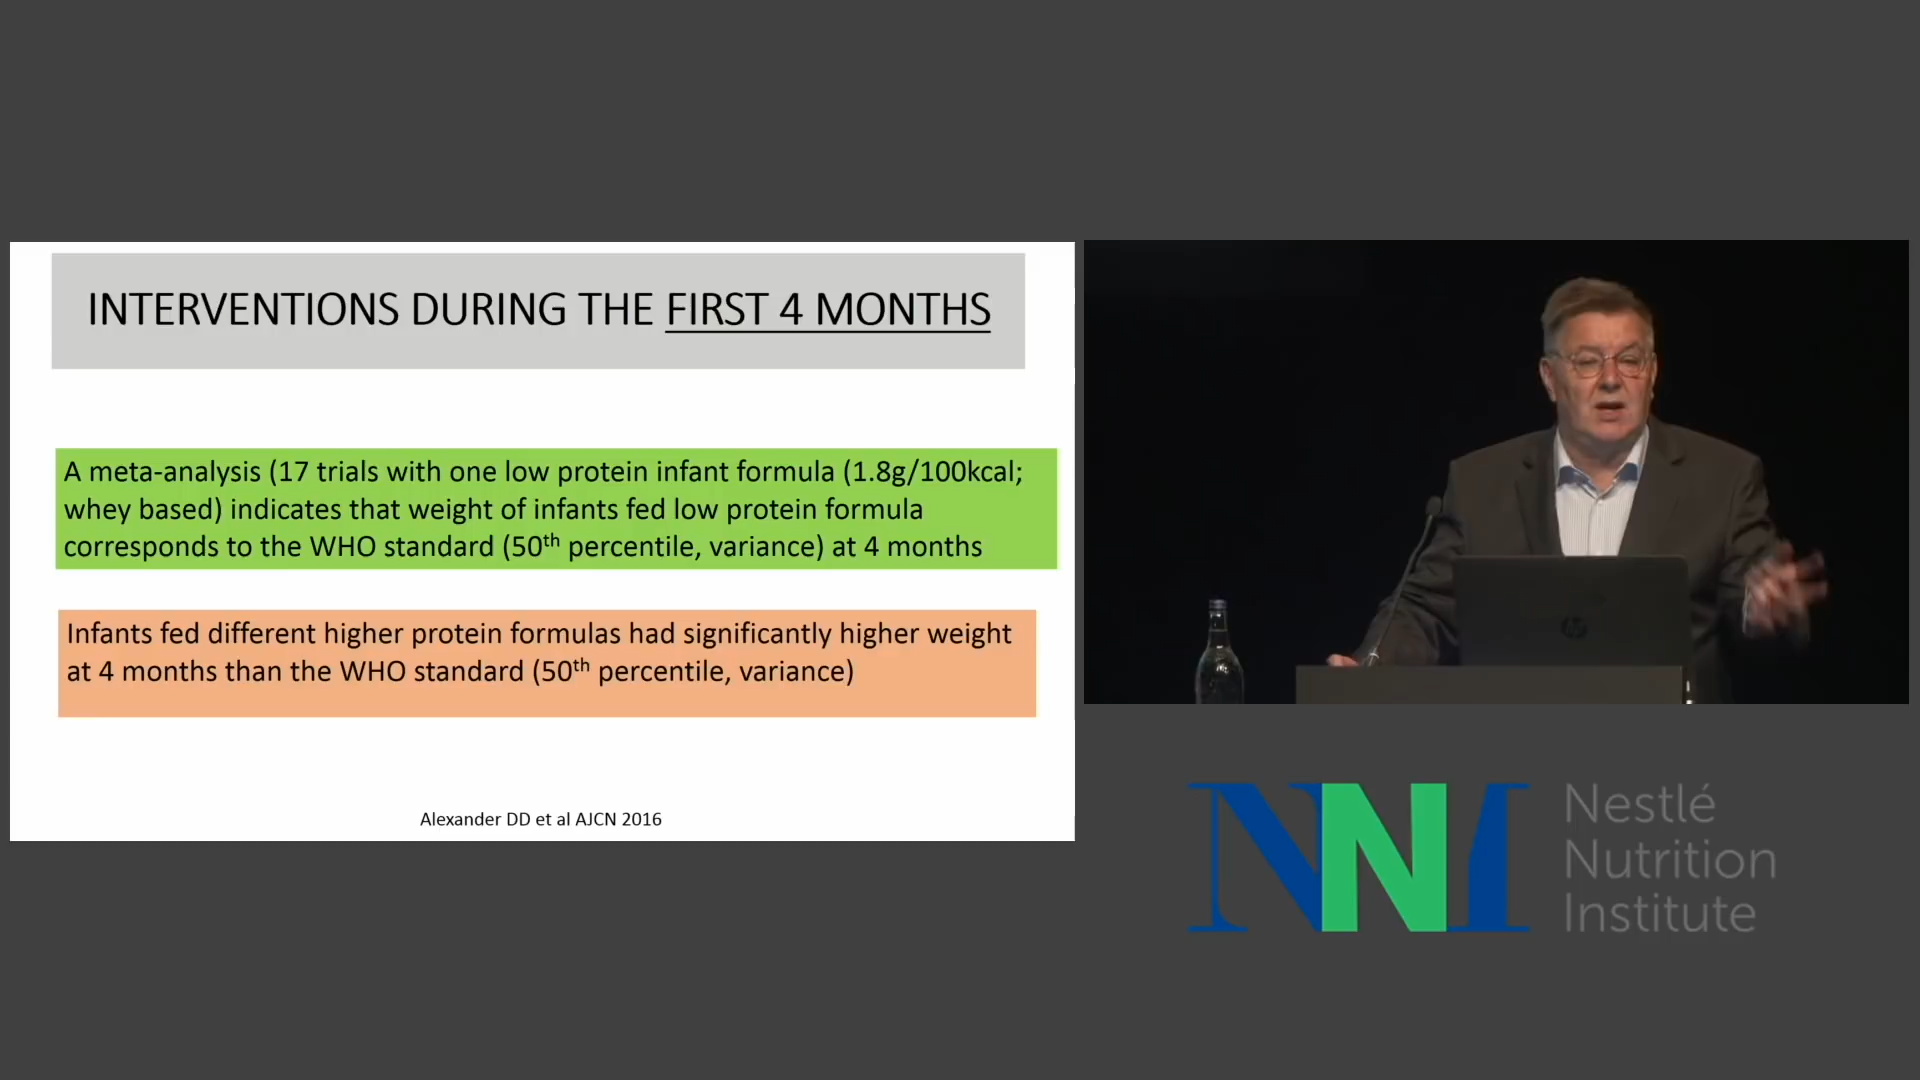 INTERVENTIONS DURING THE FIRST 4 MONTHS
A meta-analysis (17 trials with one low protein infant formula (1.8g/100kcal;
whey based) indicates that weight of infants fed low protein formula
corresponds to the WHO standard (50th percentile, variance) at 4 months
Infants fed different higher protein formulas had significantly higher weight
at 4 months than the WHO standard (50th percentile, variance)
Alexander DD et al AJCN 2016
hp
NNI
Nestlé
Nutrition
Institute